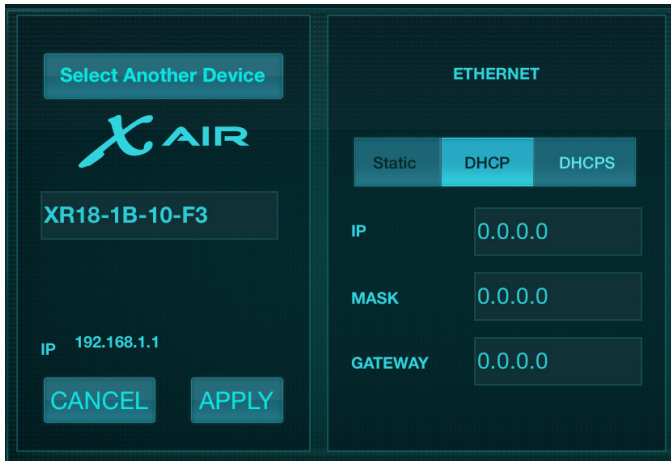 Select Another Device
X AIR
XR18-1B-10-F3
IP 192.168.1.1
CANCEL APPLY
ETHERNET
Static DHCP DHCPS
IP 0.0.0.0
MASK 0.0.0.0
GATEWAY 0.0.0.0